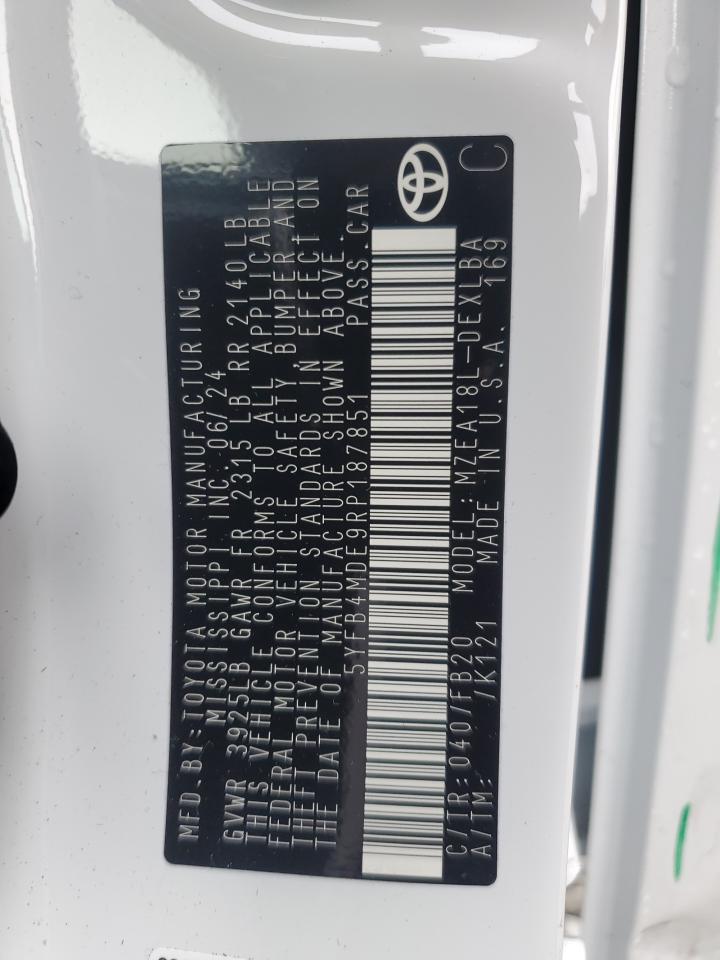 MFD. BY: TOYOTA MOTOR MANUFACTURING
MISSISSIPPI INC. 06/24
GVWR 3925LB GAWR FR 2315 LB RR 2140LB
THIS VEHICLE CONFORMS TO ALL APPLICABLE
FEDERAL MOTOR VEHICLE SAFETY, BUMPER AND
THEFT PREVENTION STANDARDS IN EFFECT ON
THE DATE OF MANUFACTURE SHOWN ABOVE.
5YFB4MDE9RP187851 PASS.CAR
C/TR: 040/FB20 MODEL: MZEA18L-DEXLBA
A/TM: /K121 MADE IN U.S.A. 169
C